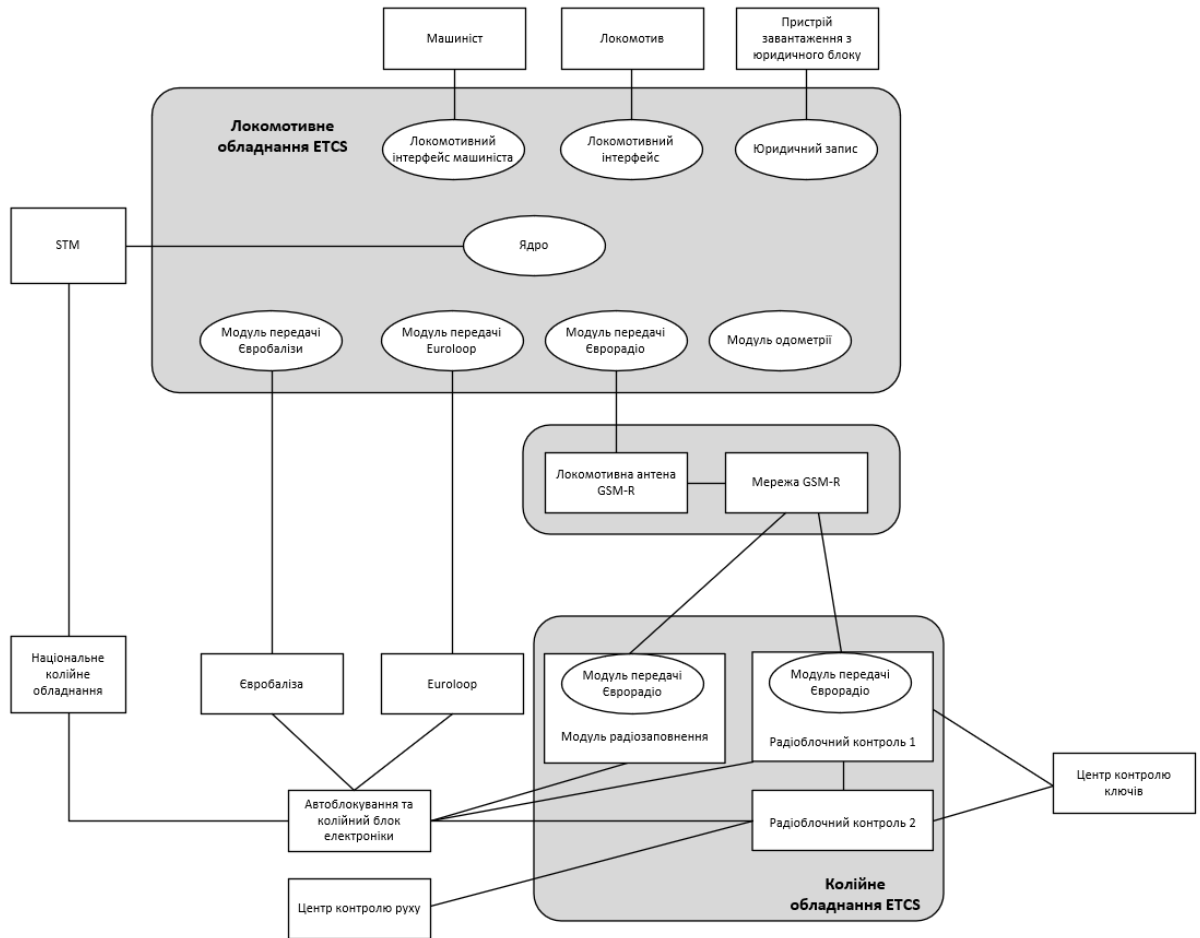 Машиніст
Локомотив
Пристрій
завантаження з
юридичного блоку
Локомотивне
обладнання ETCS
Локомотивний
інтерфейс машиніста
Локомотивний
інтерфейс
Юридичний запис
STM
Ядро
Модуль передачі
Євробалізи
Модуль передачі
Euroloop
Модуль передачі
Єврорадіо
Модуль одометрії
Локомотивна антена
GSM-R
Мережа GSM-R
Національне
колійне
обладнання
Євробаліза
Euroloop
Модуль передачі
Єврорадіо
Модуль радіозаповнення
Модуль передачі
Єврорадіо
Радіоблочний контроль 1
Центр контролю
ключів
Автоблокування та
колійний блок
електроніки
Радіоблочний контроль 2
Центр контролю руху
Колійне
обладнання ETCS